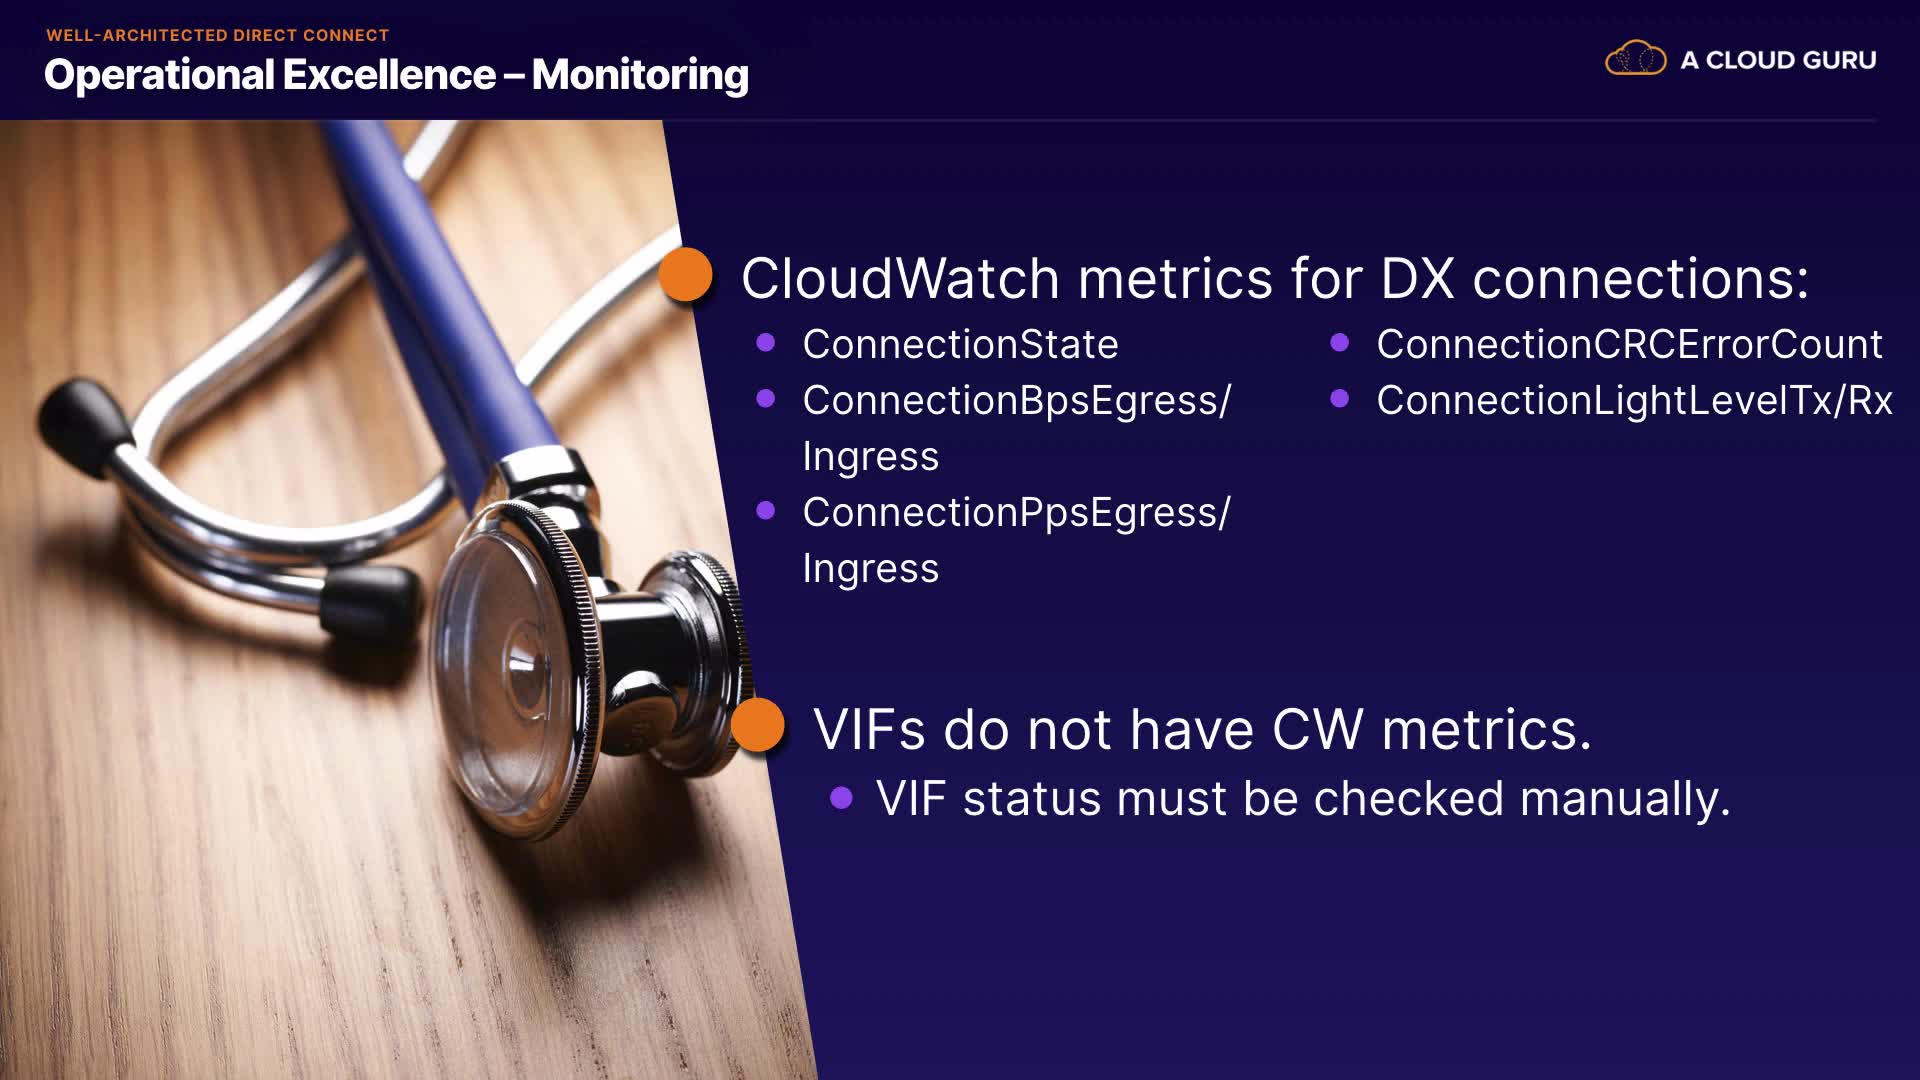 WELL-ARCHITECTED DIRECT CONNECT
Operational Excellence – Monitoring
A CLOUD GURU
CloudWatch metrics for DX connections:
ConnectionState
ConnectionBpsEgress/
Ingress
ConnectionPpsEgress/
Ingress
ConnectionCRCErrorCount
ConnectionLightLevelTx/Rx
VIFs do not have CW metrics.
VIF status must be checked manually.